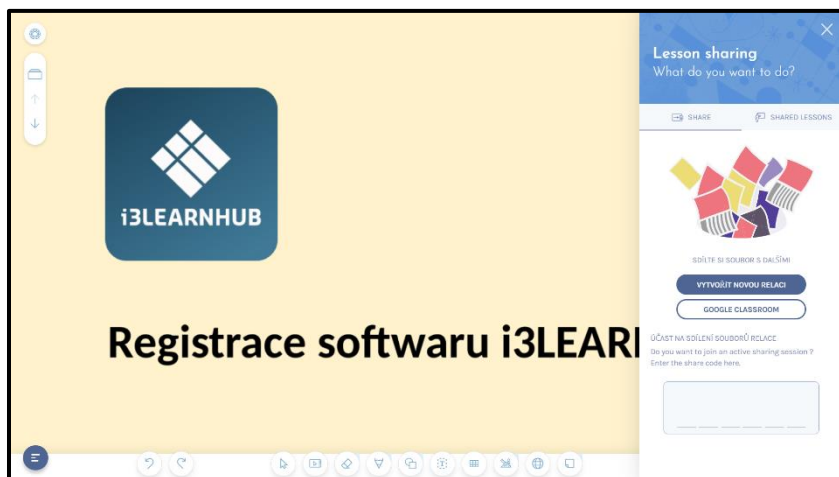 i3LEARNHUB
Registrace softwaru i3LEAR
Lesson sharing
What do you want to do?
SHARE
SHARED LESSONS
SDÍLTE SI SOUBOR S DALŠÍMI
VYTVOŘIT NOVOU RELACI
GOOGLE CLASSROOM
ÚČAST NA SDÍLENÍ SOUBORŮ RELACE
Do you want to join an active sharing session ?
Enter the share code here.